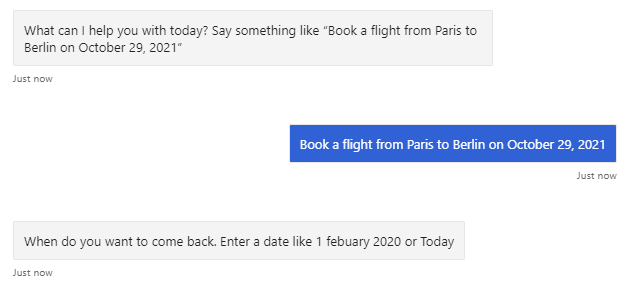 What can I help you with today? Say something like “Book a flight from Paris to
Berlin on October 29, 2021”
Just now
Book a flight from Paris to Berlin on October 29, 2021
Just now
When do you want to come back. Enter a date like 1 febuary 2020 or Today
Just now